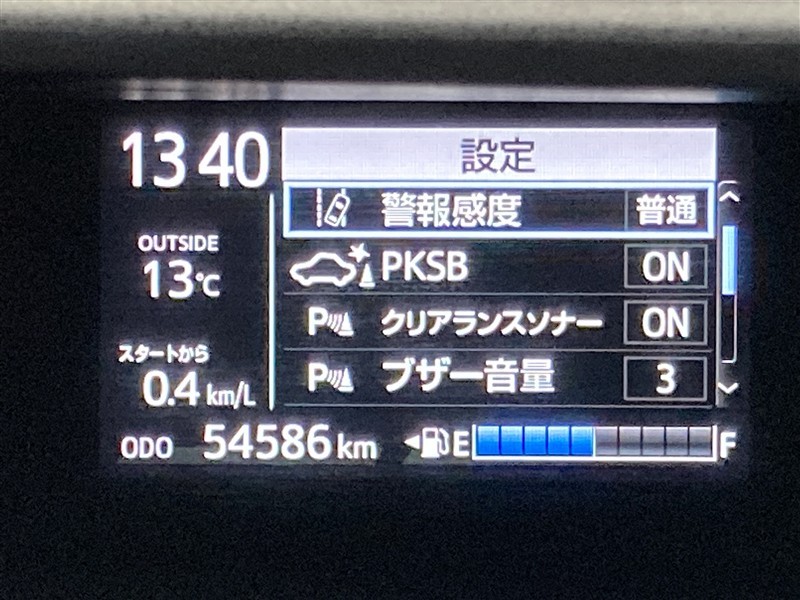 13 40
設定
警報感度 普通
OUTSIDE
13℃
PKSB ON
クリアランスソナー ON
スタートから
0.4 km/L
ブザー音量 3
ODO 54586 km
E F